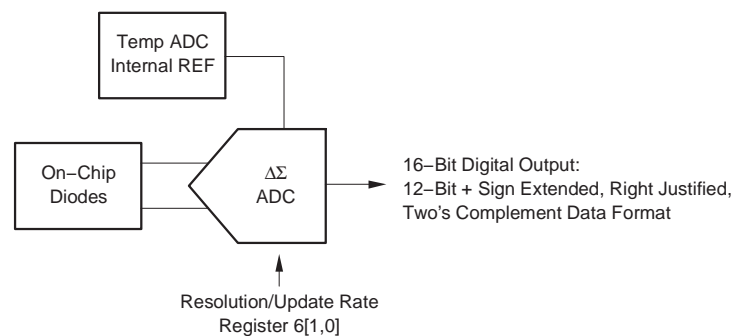 Temp ADC
Internal REF
On−Chip
Diodes
ΔΣ
ADC
16−Bit Digital Output:
12−Bit + Sign Extended, Right Justified,
Two's Complement Data Format
Resolution/Update Rate
Register 6[1,0]